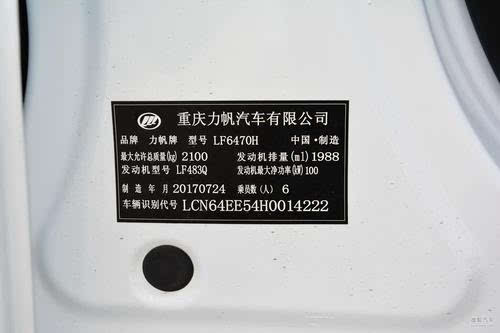 重庆力帆汽车有限公司
品牌 力帆牌 型号 LF6470H 中国·制造
最大允许总质量(kg) 2100 发动机排量(ml) 1988
发动机型号 LF483Q 发动机最大净功率(kW) 100
制造年月 20170724 乘员数(人) 6
车辆识别代号 LCN64EE54H0014222